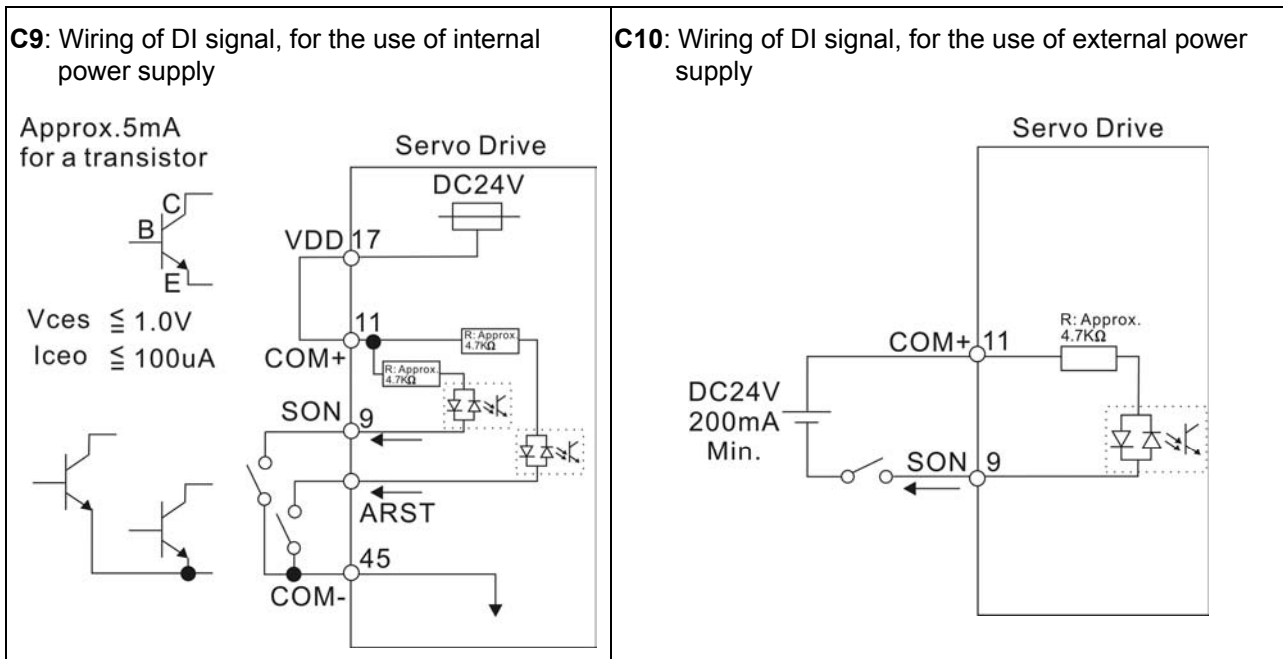 C9: Wiring of DI signal, for the use of internal
power supply
Approx.5mA
for a transistor
C
B
E
Vces ≦ 1.0V
Iceo ≦ 100uA
Servo Drive
DC24V
VDD 17
11
COM+
R: Approx.
4.7KΩ
R: Approx.
4.7KΩ
SON 9
ARST
45
COM-
C10: Wiring of DI signal, for the use of external power
supply
Servo Drive
R: Approx.
4.7KΩ
COM+ 11
DC24V
200mA
Min.
SON 9